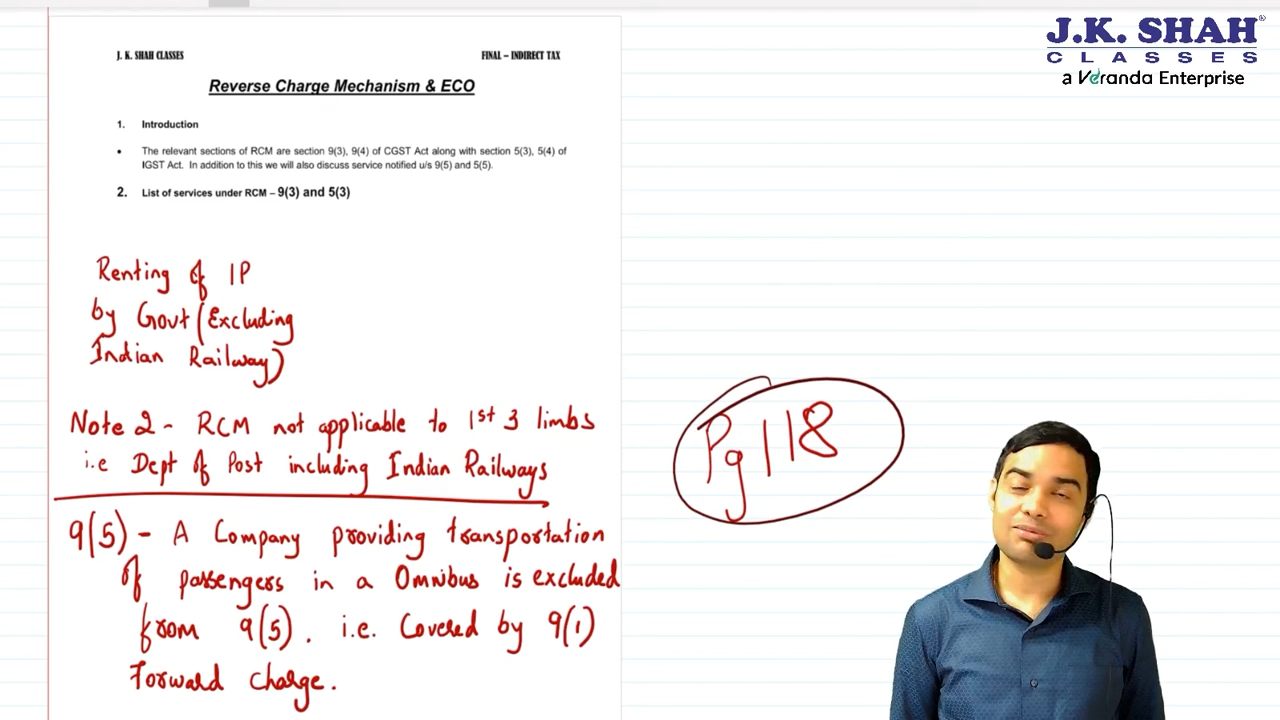 J. K. SHAH CLASSES
FINAL – INDIRECT TAX
Reverse Charge Mechanism & ECO
1. Introduction
• The relevant sections of RCM are section 9(3), 9(4) of CGST Act along with section 5(3), 5(4) of
IGST Act. In addition to this we will also discuss service notified u/s 9(5) and 5(5).
2. List of services under RCM – 9(3) and 5(3)
Renting of IP
by Govt (Excluding
Indian Railway)
Note 2 - RCM not applicable to 1st 3 limbs
i.e Dept of Post including Indian Railways
9(5) - A Company providing transportation
of passengers in a Omnibus is excluded
from 9(5). i.e. Covered by 9(1)
Forward charge.
Pg 118
J.K. SHAH®
CLASSES
a Veranda Enterprise